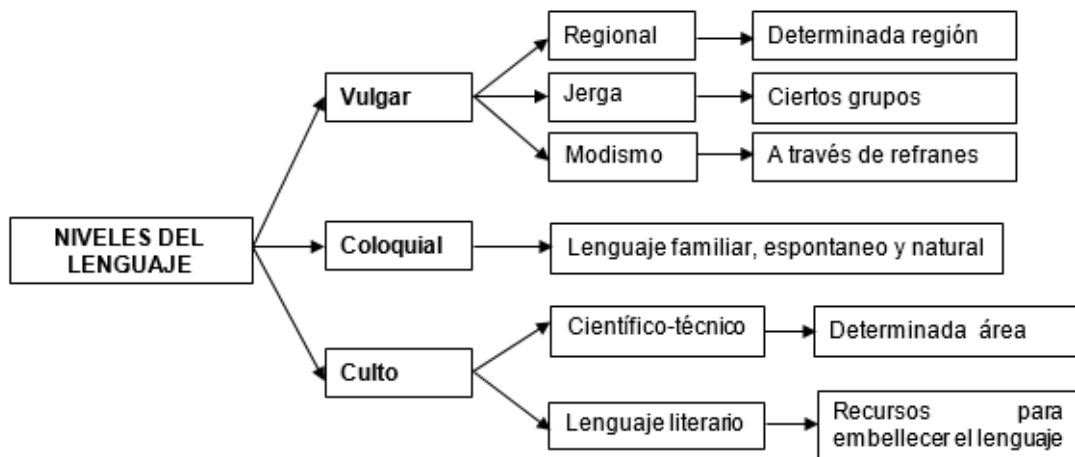 NIVELES DEL
LENGUAJE
Vulgar
Regional
Determinada región
Jerga
Ciertos grupos
Modismo
A través de refranes
Coloquial
Lenguaje familiar, espontaneo y natural
Culto
Científico-técnico
Determinada área
Lenguaje literario
Recursos para
embellecer el lenguaje